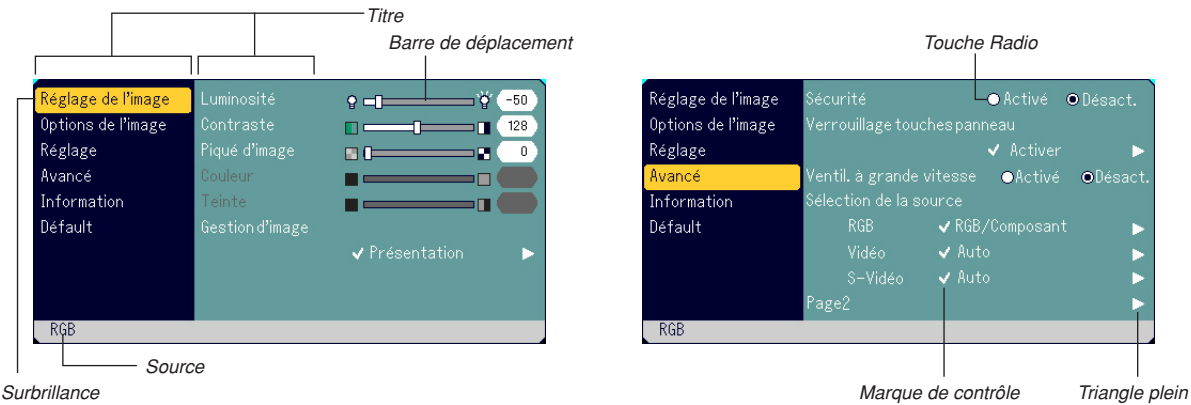 Titre
Barre de déplacement
Réglage de l'image
Options de l'image
Réglage
Avancé
Information
Défault
Luminosité -50
Contraste 128
Piqué d'image 0
Couleur
Teinte
Gestion d'image
Présentation
RGB
Source
Surbrillance
Touche Radio
Réglage de l'image
Options de l'image
Réglage
Avancé
Information
Défault
Sécurité Activé Désact.
Verrouillage touches panneau
Activer
Ventil. à grande vitesse Activé Désact.
Sélection de la source
RGB RGB/Composant
Vidéo Auto
S-Vidéo Auto
Page2
RGB
Marque de contrôle
Triangle plein